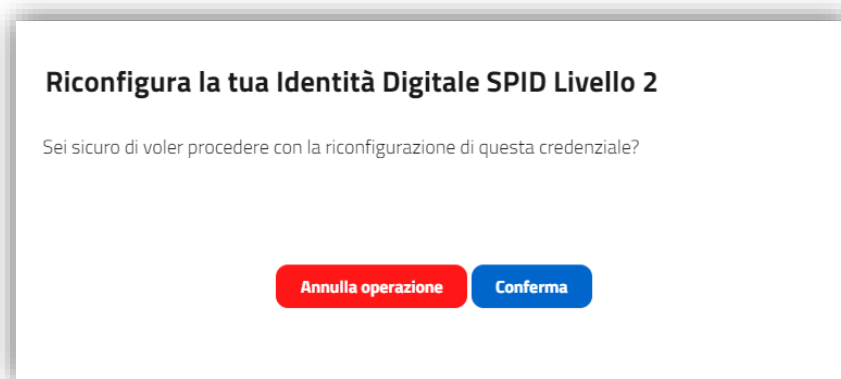 Riconfigura la tua Identità Digitale SPID Livello 2
Sei sicuro di voler procedere con la riconfigurazione di questa credenziale?
Annulla operazione Conferma